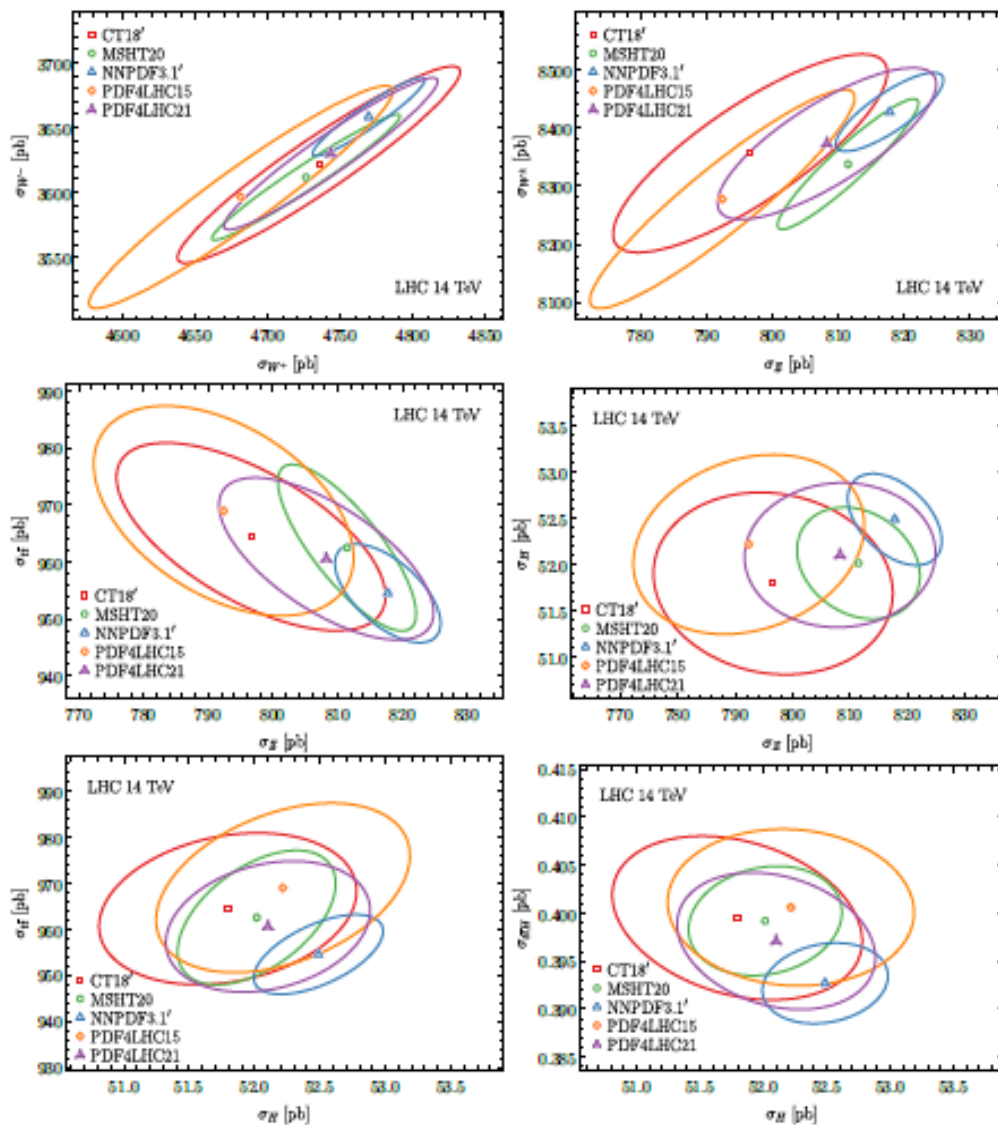 CT18′
MSHT20
NNPDF3.1′
PDF4LHC15
PDF4LHC21
3700
3650
3600
3550
σW− [pb]
LHC 14 TeV
4600
4650
4700
4750
4800
4850
σW+ [pb]
CT18′
MSHT20
NNPDF3.1′
PDF4LHC15
PDF4LHC21
8500
8400
8300
8200
8100
σW± [pb]
LHC 14 TeV
780
790
800
810
820
830
σZ [pb]
LHC 14 TeV
990
980
970
960
950
940
[pb]
CT18′
MSHT20
NNPDF3.1′
PDF4LHC15
PDF4LHC21
770
780
790
800
810
820
830
σZ [pb]
LHC 14 TeV
53.5
53.0
52.5
52.0
51.5
51.0
σH [pb]
CT18′
MSHT20
NNPDF3.1′
PDF4LHC15
PDF4LHC21
770
780
790
800
810
820
830
σZ [pb]
LHC 14 TeV
990
980
970
960
950
940
930
[pb]
CT18′
MSHT20
NNPDF3.1′
PDF4LHC15
PDF4LHC21
51.0
51.5
52.0
52.5
53.0
53.5
σH [pb]
LHC 14 TeV
0.415
0.410
0.405
0.400
0.395
0.390
0.385
[pb]
CT18′
MSHT20
NNPDF3.1′
PDF4LHC15
PDF4LHC21
51.0
51.5
52.0
52.5
53.0
53.5
σH [pb]